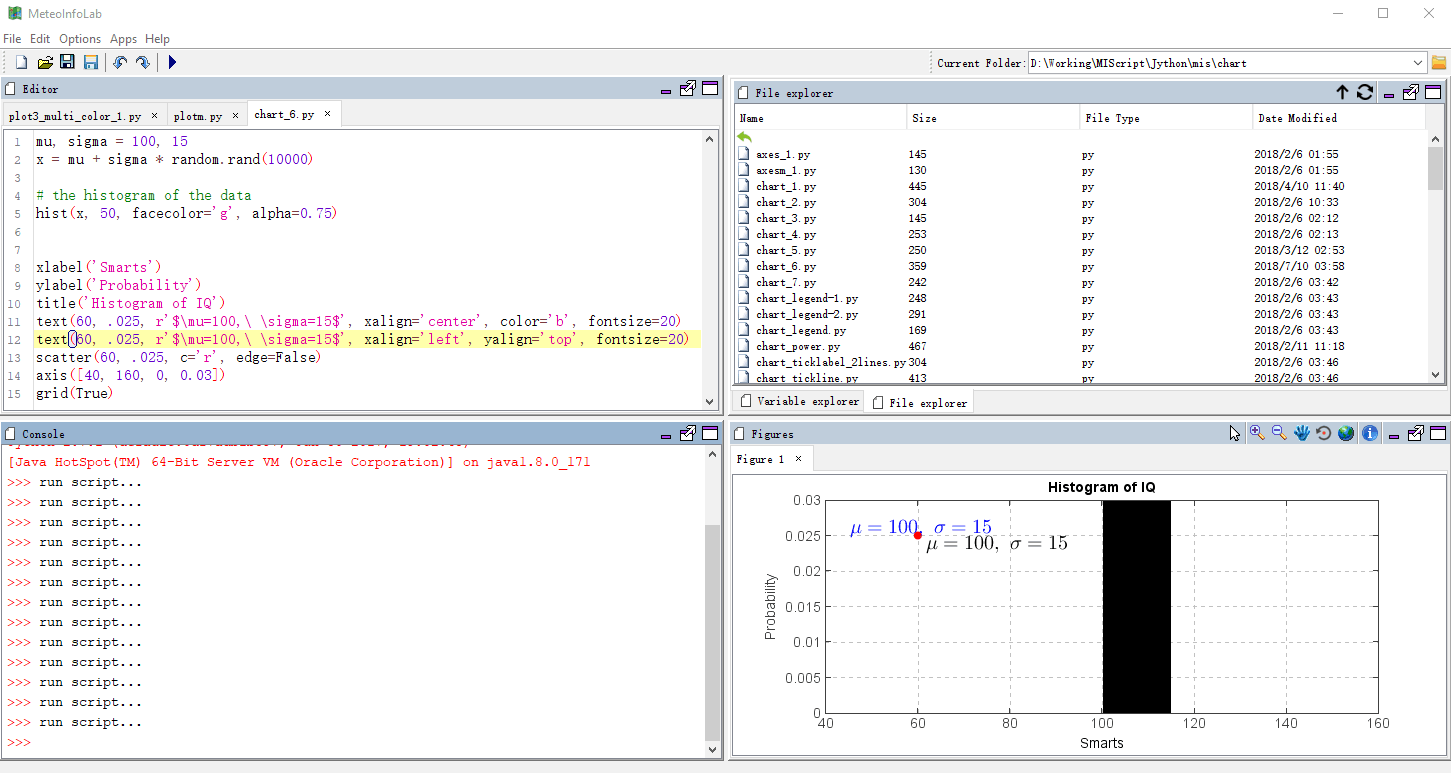 MeteoInfoLab
File Edit Options Apps Help
Current Folder: D:\Working\MIScript\Jython\mis\chart
Editor
plot3_multi_color_1.py × plotm.py × chart_6.py ×
1 mu, sigma = 100, 15
2 x = mu + sigma * random.rand(10000)
3
4 # the histogram of the data
5 hist(x, 50, facecolor='g', alpha=0.75)
6
7
8 xlabel('Smarts')
9 ylabel('Probability')
10 title('Histogram of IQ')
11 text(60, .025, r'$\mu=100,\ \sigma=15$', xalign='center', color='b', fontsize=20)
12 text(60, .025, r'$\mu=100,\ \sigma=15$', xalign='left', yalign='top', fontsize=20)
13 scatter(60, .025, c='r', edge=False)
14 axis([40, 160, 0, 0.03])
15 grid(True)
File explorer
Name Size File Type Date Modified
axes_1.py 145 py 2018/2/6 01:55
axesm_1.py 130 py 2018/2/6 01:55
chart_1.py 445 py 2018/4/10 11:40
chart_2.py 304 py 2018/2/6 10:33
chart_3.py 145 py 2018/2/6 02:12
chart_4.py 253 py 2018/2/6 02:13
chart_5.py 250 py 2018/3/12 02:53
chart_6.py 359 py 2018/7/10 03:58
chart_7.py 242 py 2018/2/6 03:42
chart_legend-1.py 248 py 2018/2/6 03:43
chart_legend-2.py 291 py 2018/2/6 03:43
chart_legend.py 169 py 2018/2/6 03:43
chart_power.py 467 py 2018/2/11 11:18
chart_ticklabel_2lines.py 304 py 2018/2/6 03:46
chart_tickline.py 413 py 2018/2/6 03:46
Variable explorer File explorer
Console
[Java HotSpot(TM) 64-Bit Server VM (Oracle Corporation)] on java1.8.0_171
>>> run script...
>>> run script...
>>> run script...
>>> run script...
>>> run script...
>>> run script...
>>> run script...
>>> run script...
>>> run script...
>>> run script...
>>> run script...
>>> run script...
>>> run script...
>>>
Figures
Figure 1 ×
Histogram of IQ
0.03
0.025
0.02
0.015
0.01
0.005
0
Probability
μ = 100, σ = 15
μ = 100, σ = 15
40 60 80 100 120 140 160
Smarts